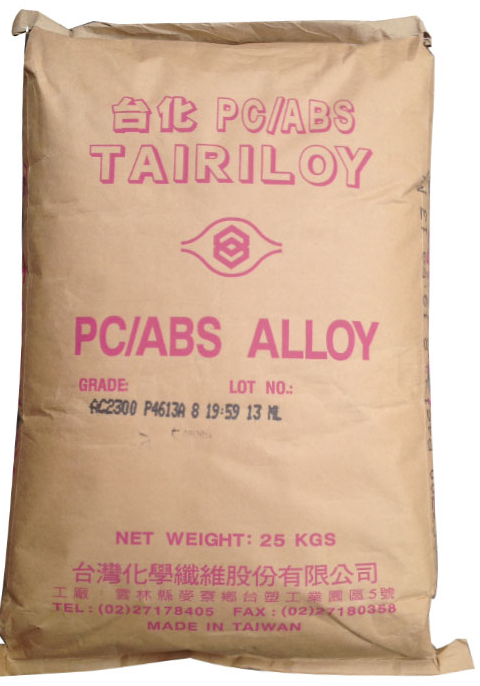 台化 PC/ABS
TAIRILOY
PC/ABS ALLOY
GRADE: LOT NO.:
AC2300 P4613A 8 19:59 13 ML
NET WEIGHT: 25 KGS
台灣化學纖維股份有限公司
工廠：雲林縣麥寮鄉台塑工業園區5號
TEL:(02)27178405 FAX:(02)27180358
MADE IN TAIWAN